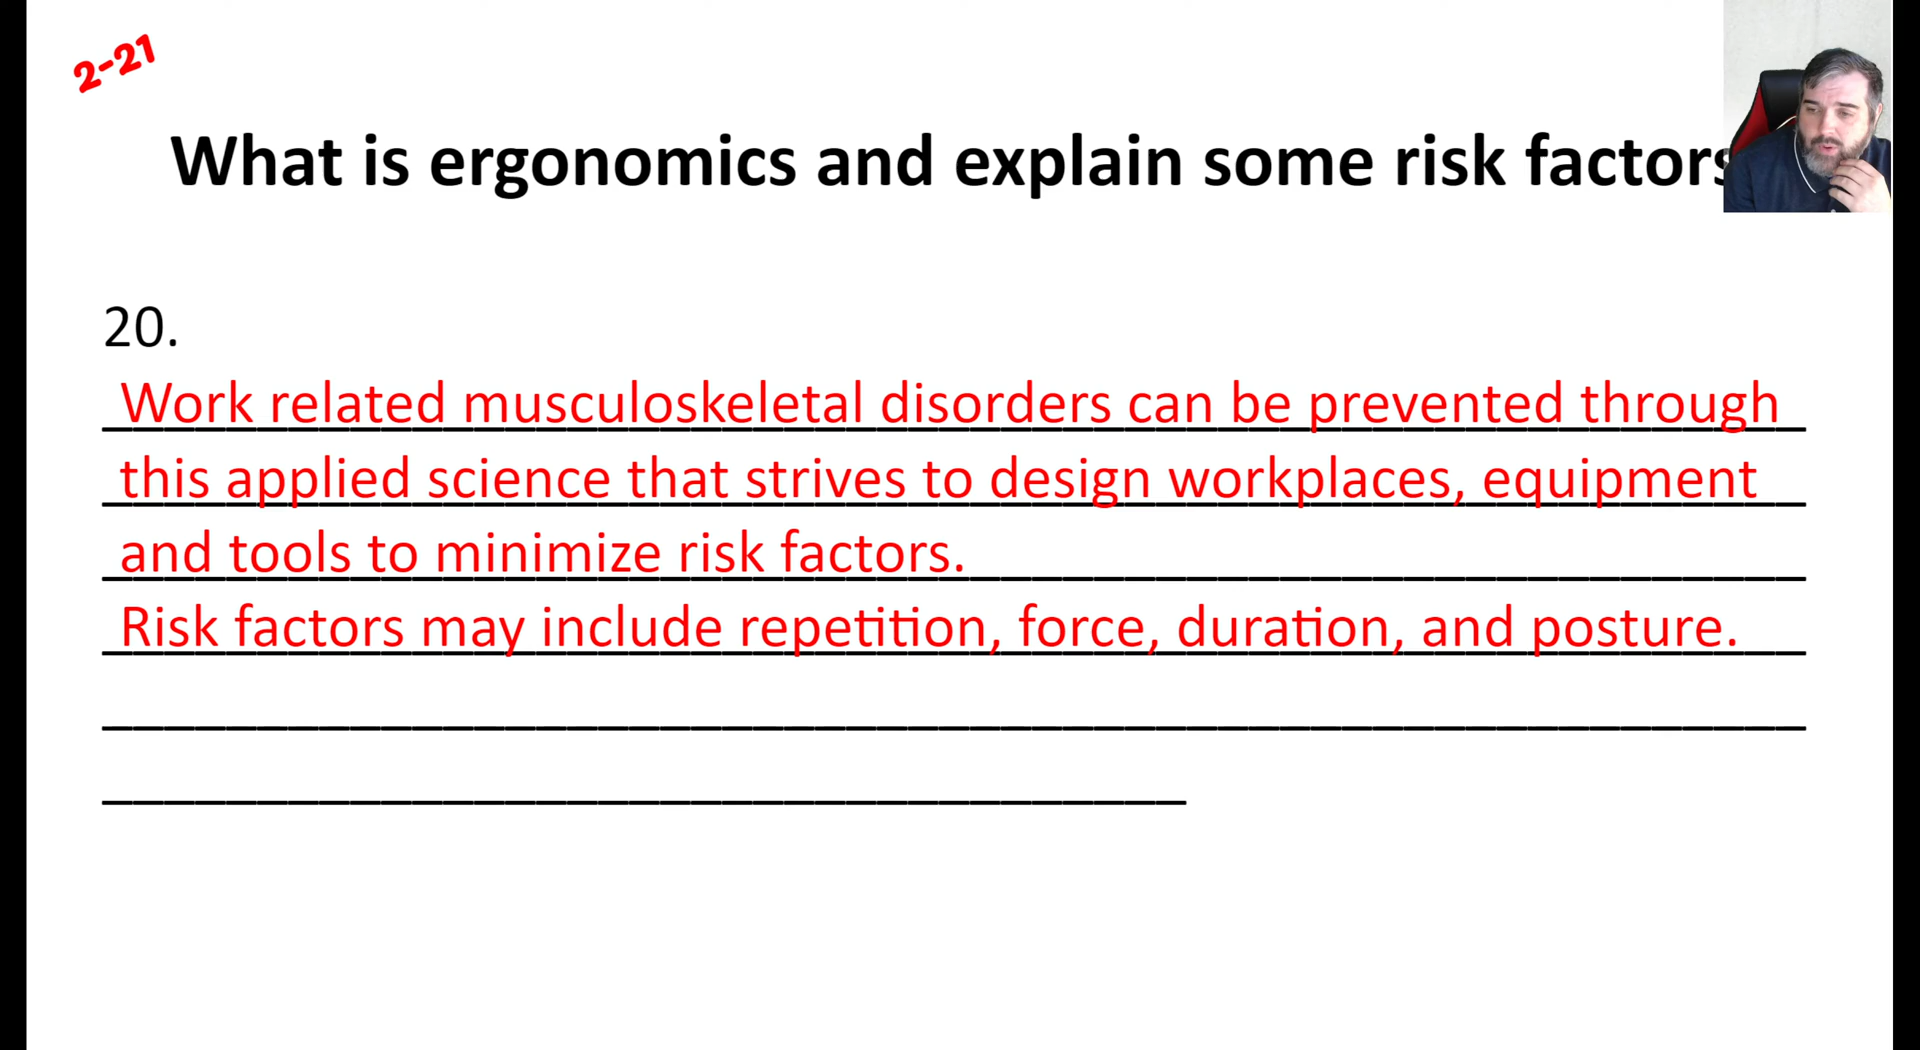 2-21
What is ergonomics and explain some risk factors
20.
Work related musculoskeletal disorders can be prevented through
this applied science that strives to design workplaces, equipment
and tools to minimize risk factors.
Risk factors may include repetition, force, duration, and posture.